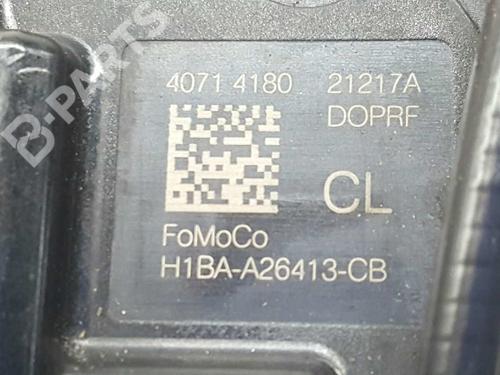 B-PARTS
4071 4180 21217A
DOPRF
CL
FoMoCo
H1BA-A26413-CB